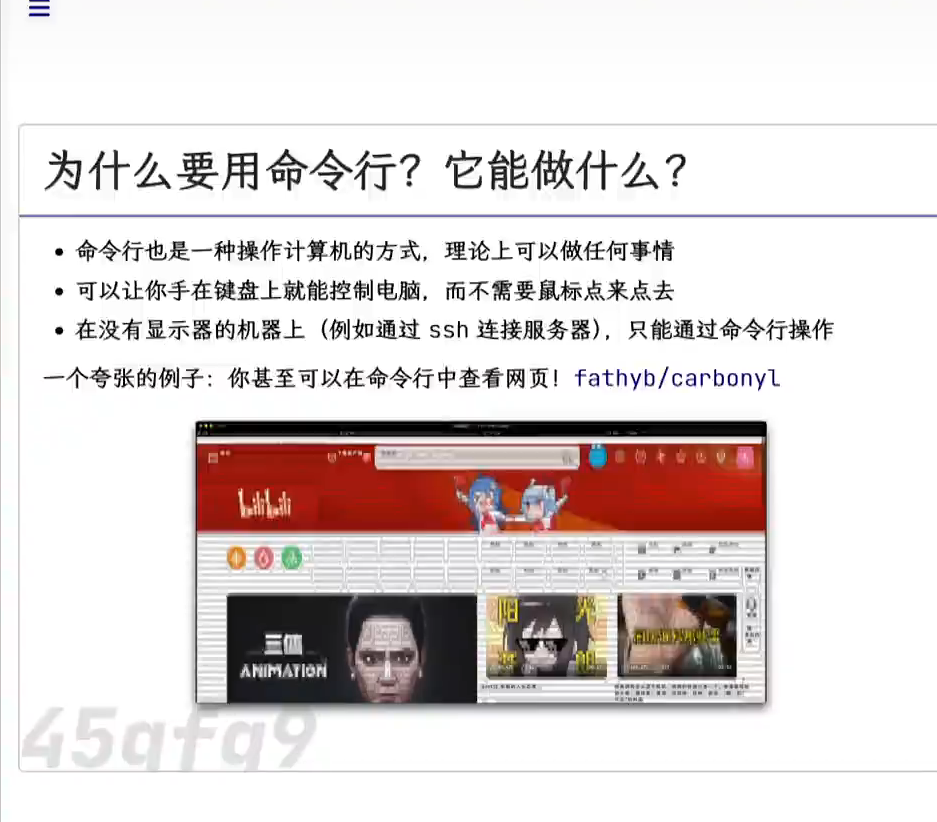 为什么要用命令行？它能做什么？
命令行也是一种操作计算机的方式，理论上可以做任何事情
可以让你手在键盘上就能控制电脑，而不需要鼠标点来点去
在没有显示器的机器上（例如通过 ssh 连接服务器），只能通过命令行操作
一个夸张的例子：你甚至可以在命令行中查看网页！fathyb/carbonyl
bilibili
阳 光
三体
ANIMATION
45qfq9